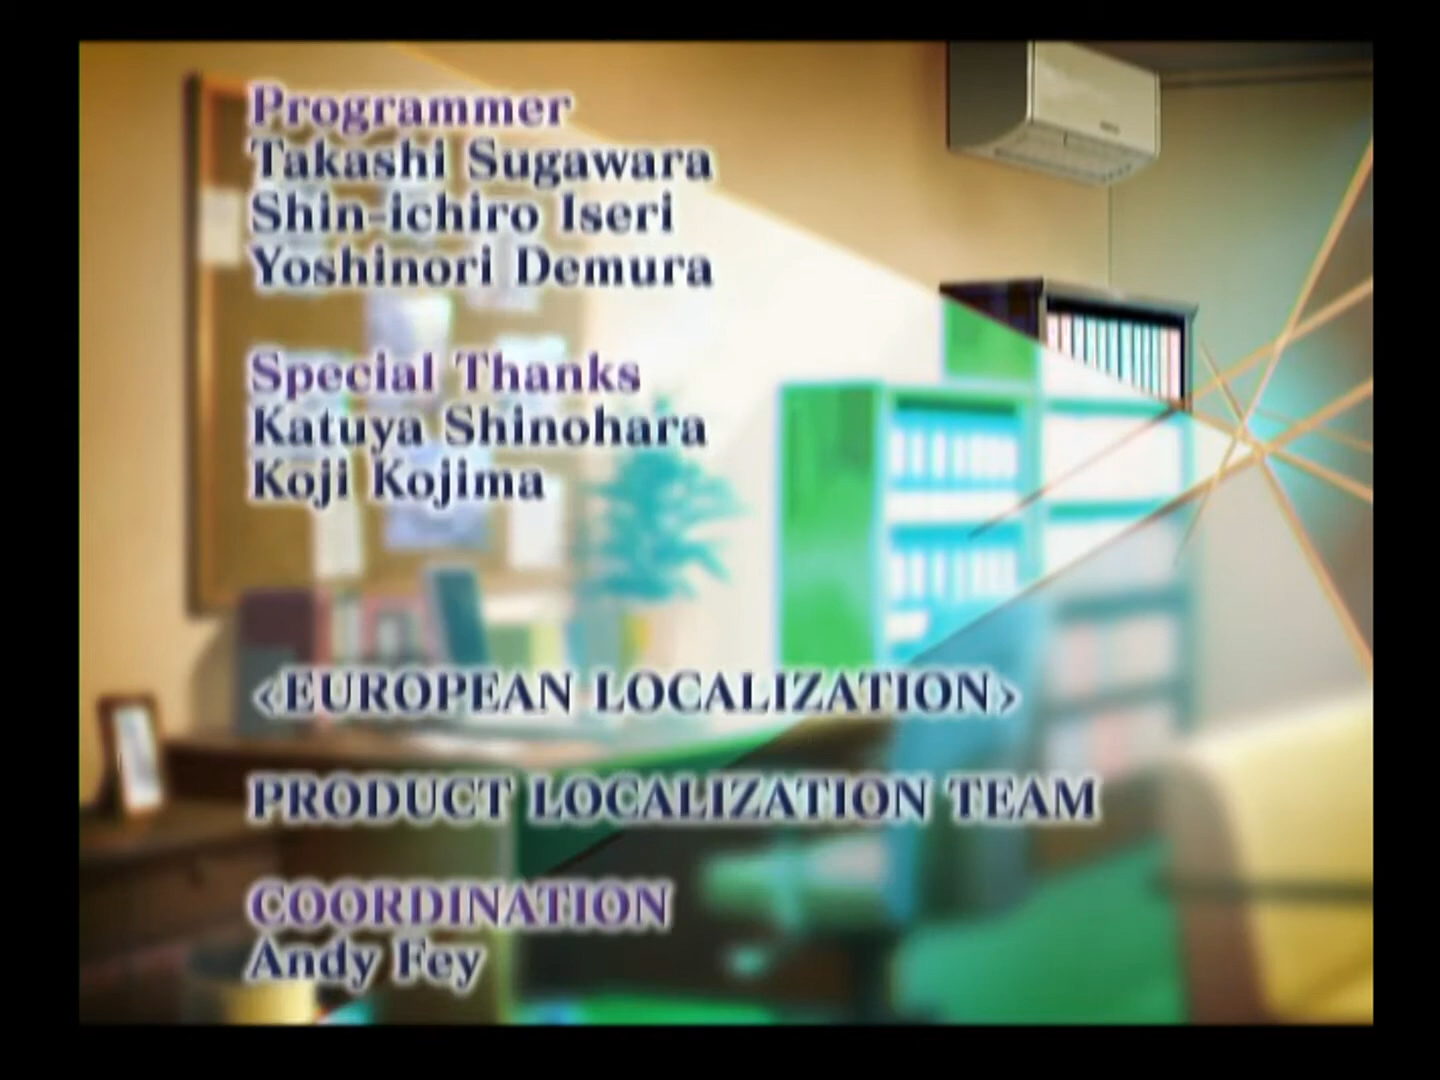 Programmer
Takashi Sugawara
Shin-ichiro Iseri
Yoshinori Demura
Special Thanks
Katuya Shinohara
Koji Kojima
<EUROPEAN LOCALIZATION>
PRODUCT LOCALIZATION TEAM
COORDINATION
Andy Fey